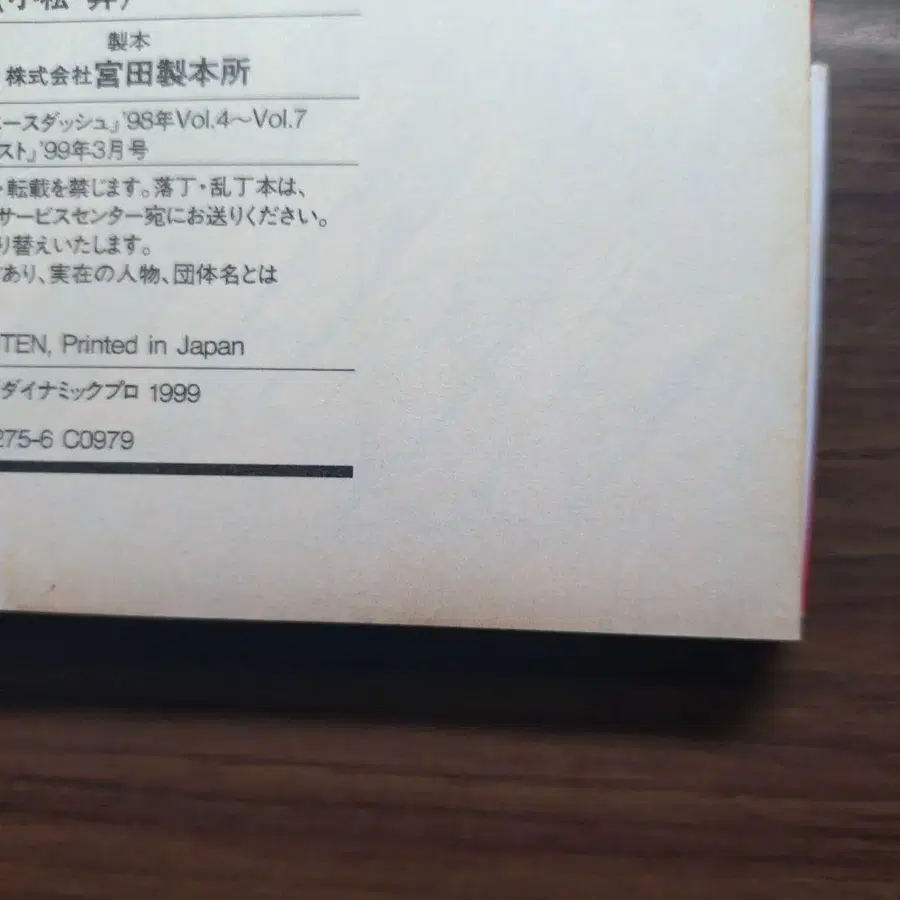 (小松 昇)
製本
株式会社宮田製本所
ースダッシュ』'98年Vol.4〜Vol.7
スト』'99年3月号
・転載を禁じます。落丁・乱丁本は、
サービスセンター宛にお送りください。
り替えいたします。
あり、実在の人物、団体名とは
TEN, Printed in Japan
ダイナミックプロ 1999
275-6 C0979